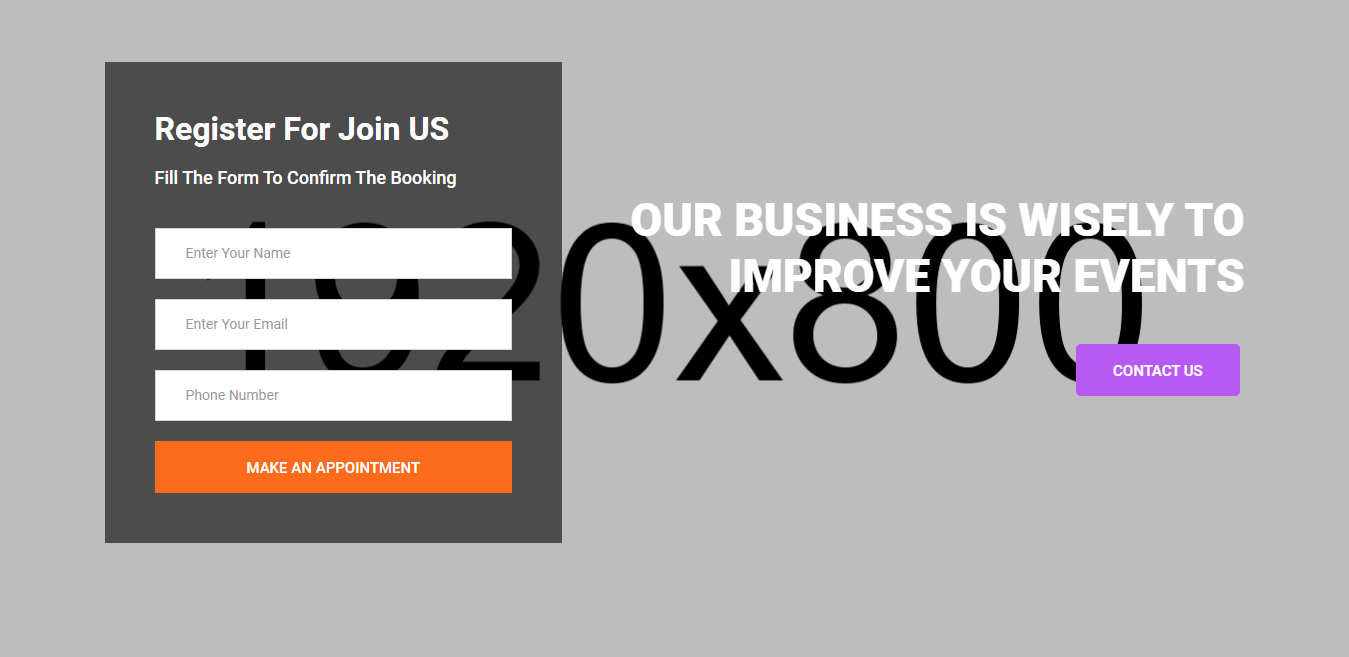 Register For Join US
Fill The Form To Confirm The Booking
Enter Your Name
Enter Your Email
Phone Number
MAKE AN APPOINTMENT
1920x800
OUR BUSINESS IS WISELY TO
IMPROVE YOUR EVENTS
CONTACT US